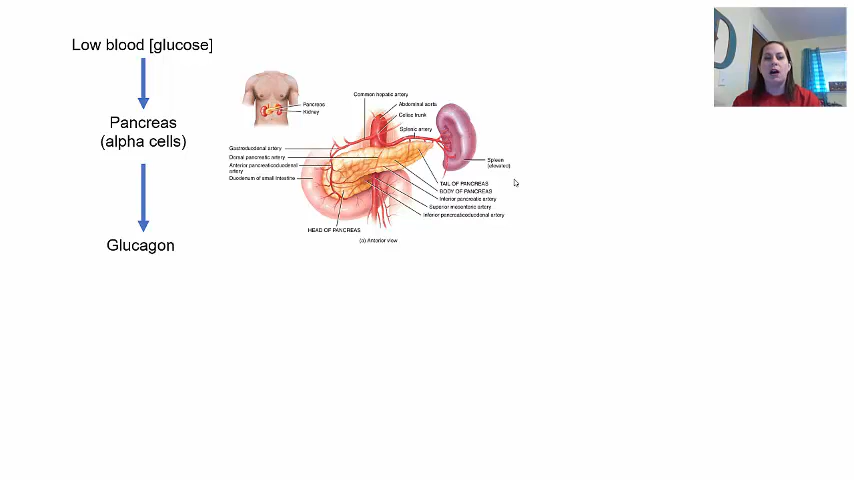 Low blood [glucose]
Pancreas
(alpha cells)
Glucagon
Pancreas
Kidney
Common hepatic artery
Abdominal aorta
Celiac trunk
Splenic artery
Gastroduodenal artery
Dorsal pancreatic artery
Anterior pancreaticoduodenal
artery
Duodenum of small intestine
Spleen
(elevated)
TAIL OF PANCREAS
BODY OF PANCREAS
Inferior pancreatic artery
Superior mesenteric artery
Inferior pancreaticoduodenal artery
HEAD OF PANCREAS
(a) Anterior view